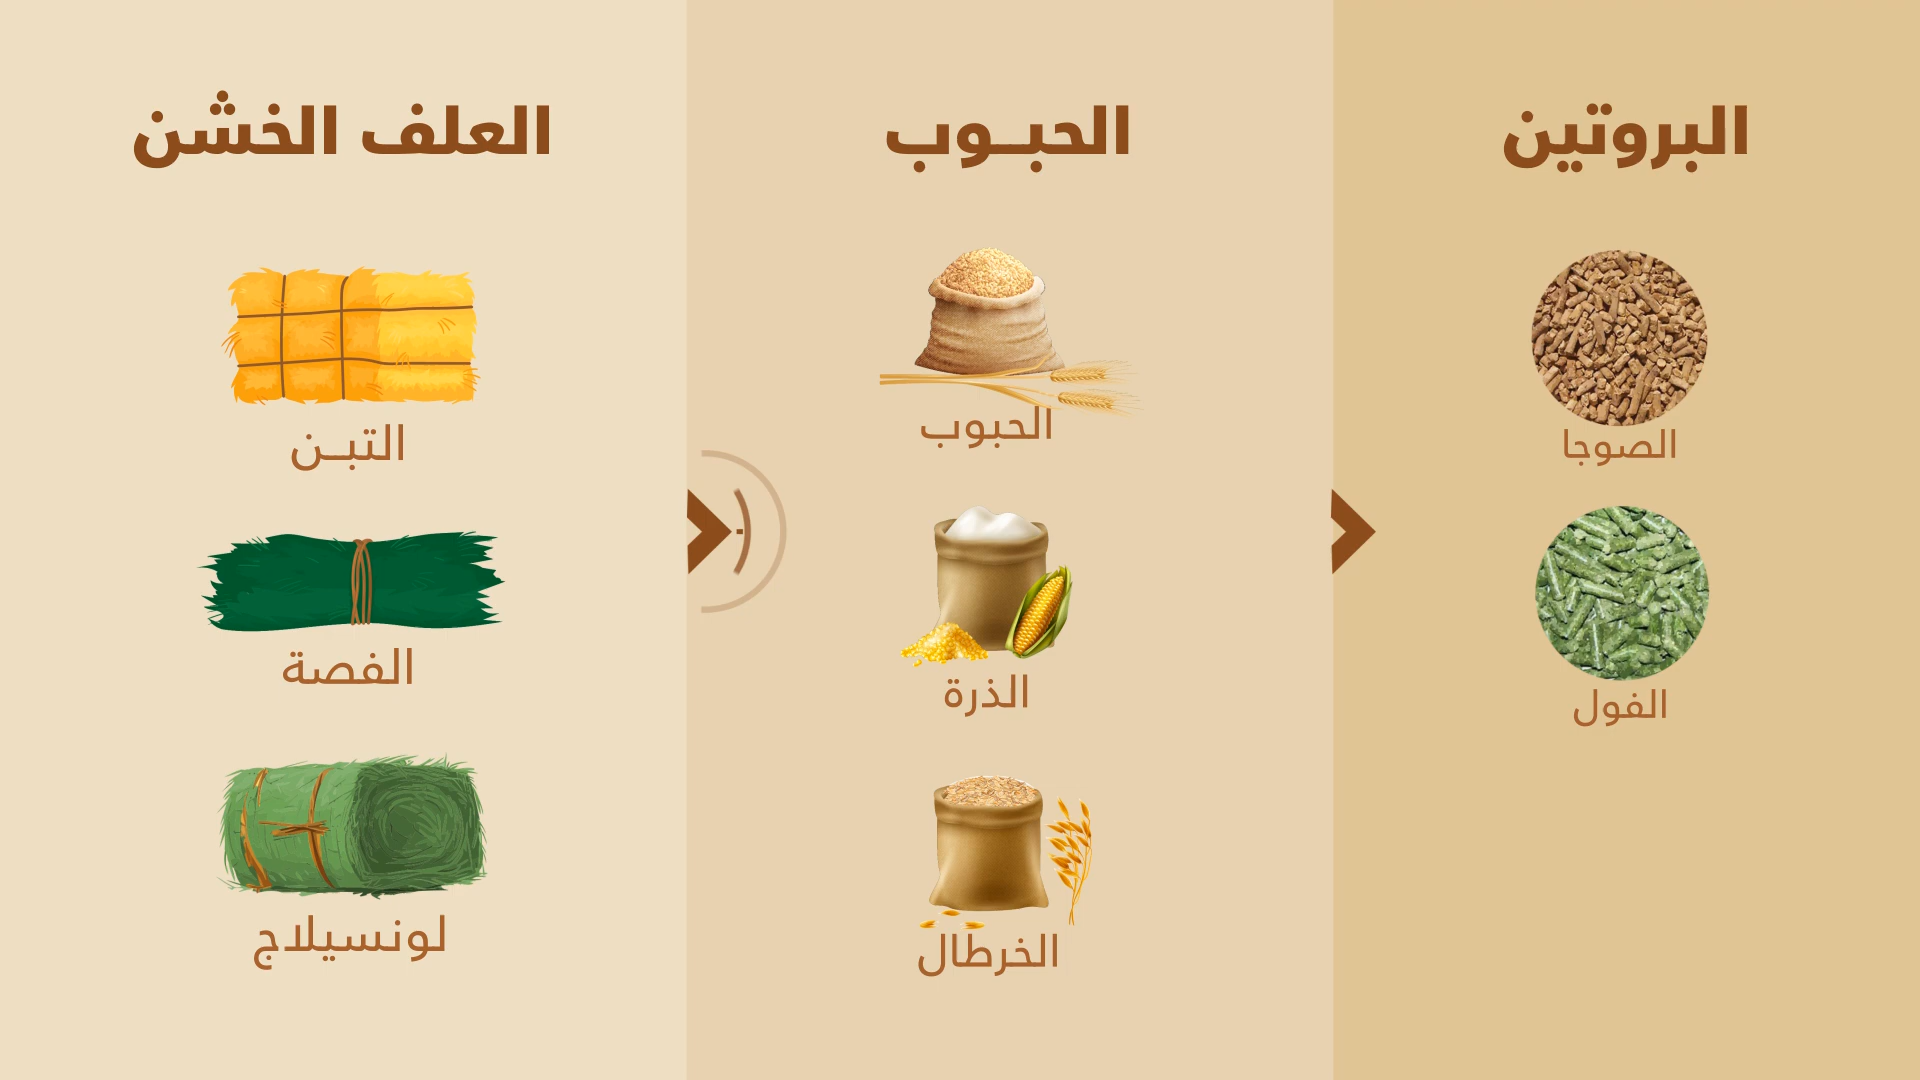 العلف الخشن
التبـن
الفصة
لونسيلاج
الحبـوب
الحبوب
الذرة
الخرطال
البروتين
الصوجا
الفول